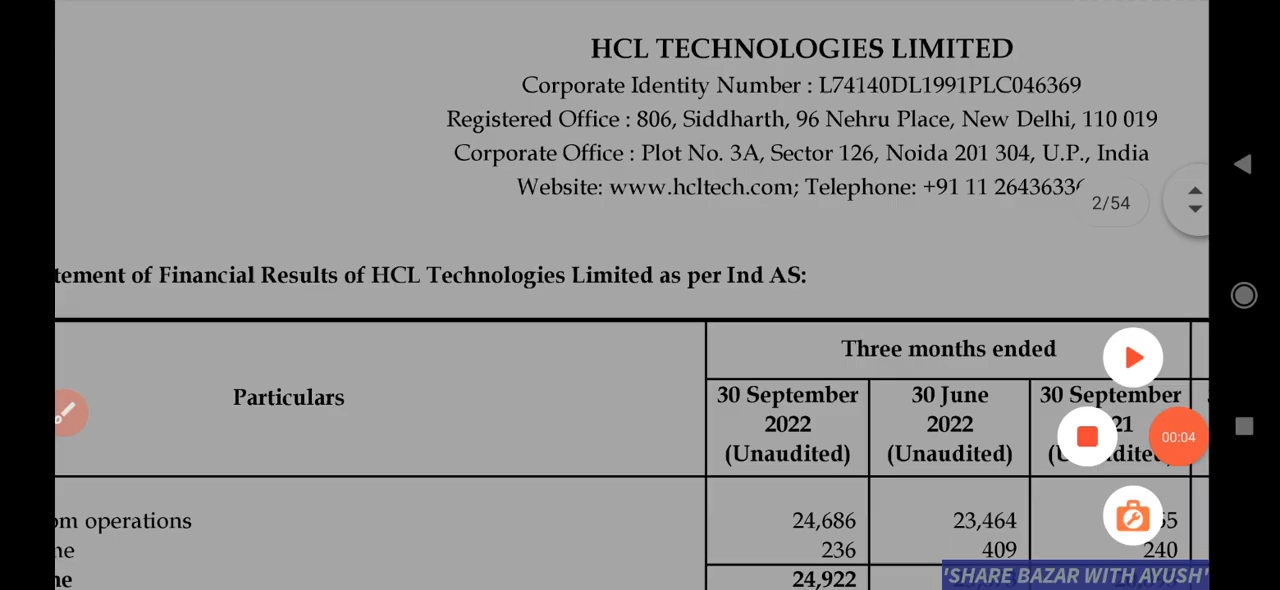 HCL TECHNOLOGIES LIMITED
Corporate Identity Number : L74140DL1991PLC046369
Registered Office : 806, Siddharth, 96 Nehru Place, New Delhi, 110 019
Corporate Office : Plot No. 3A, Sector 126, Noida 201 304, U.P., India
Website: www.hcltech.com; Telephone: +91 11 2643633
2/54
tement of Financial Results of HCL Technologies Limited as per Ind AS:
Particulars
Three months ended
30 September 2022 (Unaudited)
30 June 2022 (Unaudited)
30 September 21
00:04
om operations 24,686 23,464 55
me 236 409 240
me 24,922
'SHARE BAZAR WITH AYUSH'